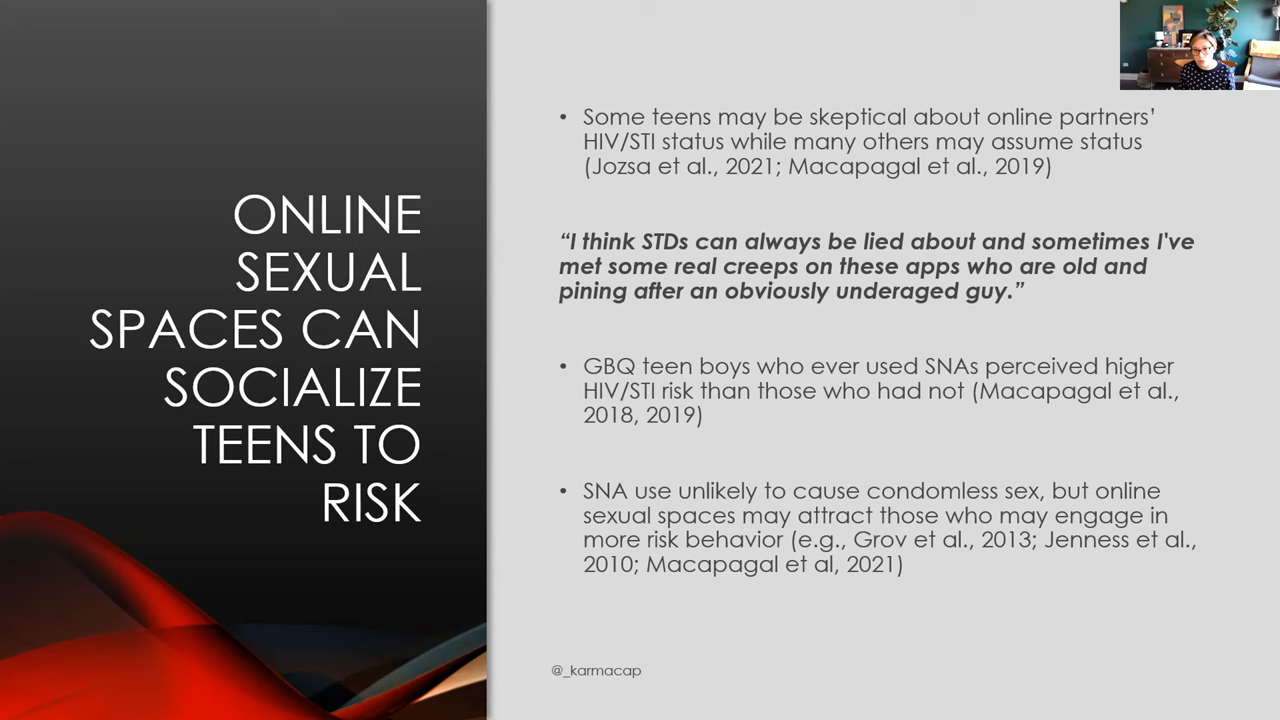 ONLINE
SEXUAL
SPACES CAN
SOCIALIZE
TEENS TO
RISK
• Some teens may be skeptical about online partners’
HIV/STI status while many others may assume status
(Jozsa et al., 2021; Macapagal et al., 2019)
“I think STDs can always be lied about and sometimes I've
met some real creeps on these apps who are old and
pining after an obviously underaged guy.”
• GBQ teen boys who ever used SNAs perceived higher
HIV/STI risk than those who had not (Macapagal et al.,
2018, 2019)
• SNA use unlikely to cause condomless sex, but online
sexual spaces may attract those who may engage in
more risk behavior (e.g., Grov et al., 2013; Jenness et al.,
2010; Macapagal et al, 2021)
@_karmacap